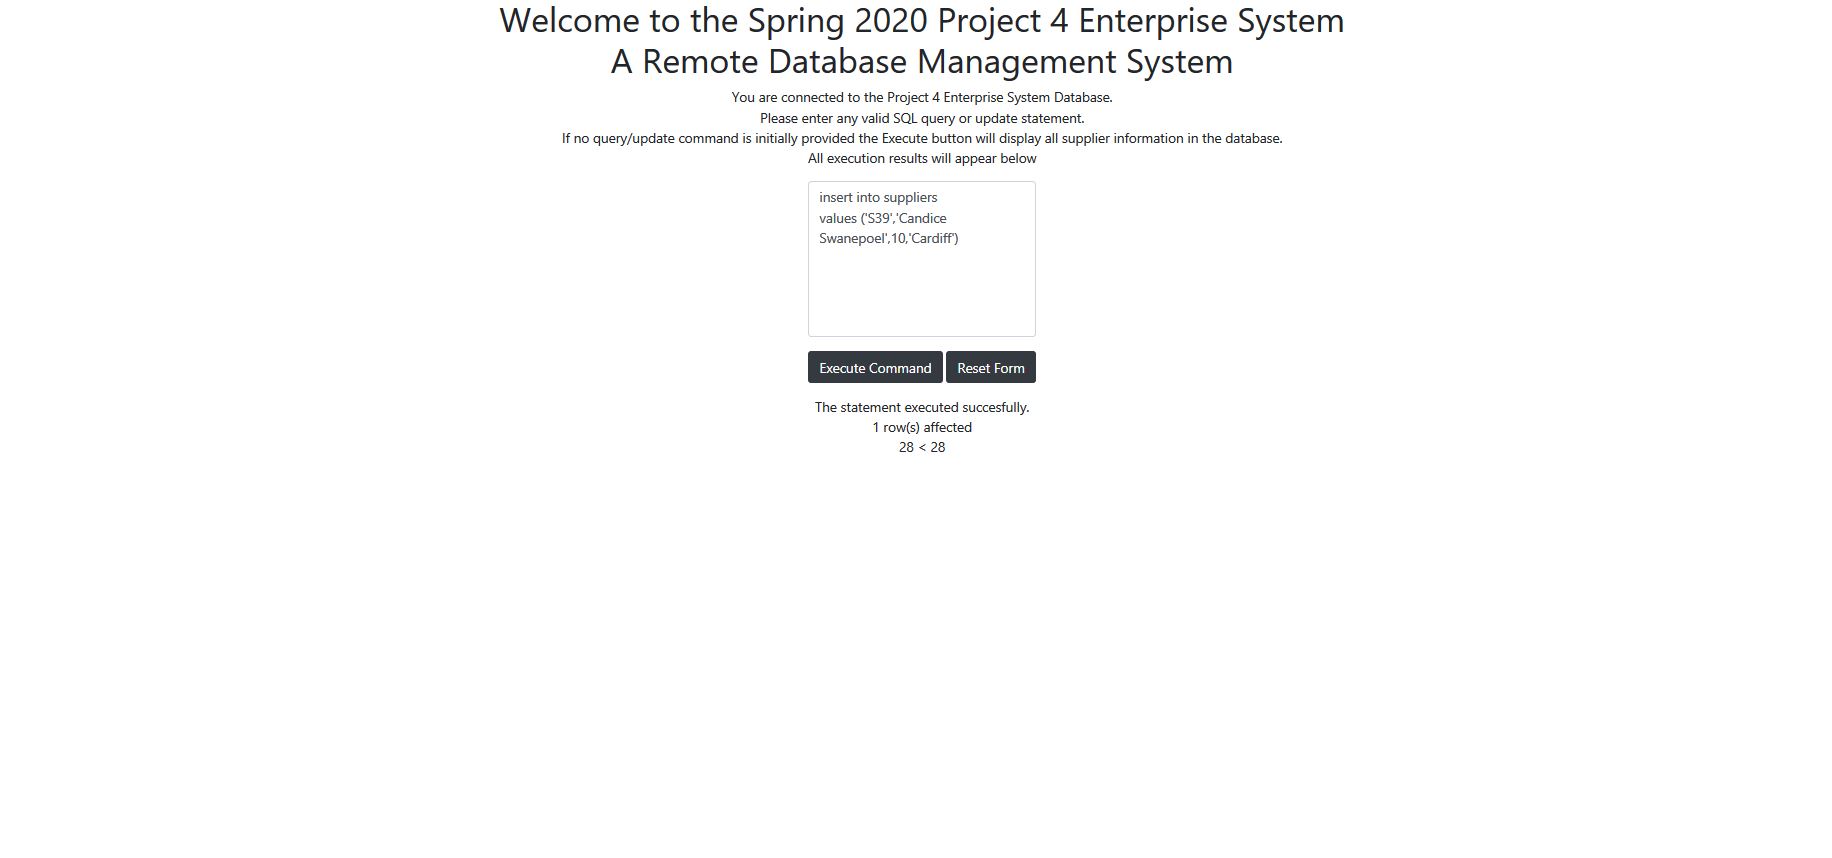 Welcome to the Spring 2020 Project 4 Enterprise System
A Remote Database Management System
You are connected to the Project 4 Enterprise System Database.
Please enter any valid SQL query or update statement.
If no query/update command is initially provided the Execute button will display all supplier information in the database.
All execution results will appear below
insert into suppliers
values ('S39','Candice
Swanepoel',10,'Cardiff')
Execute Command Reset Form
The statement executed succesfully.
1 row(s) affected
28 < 28